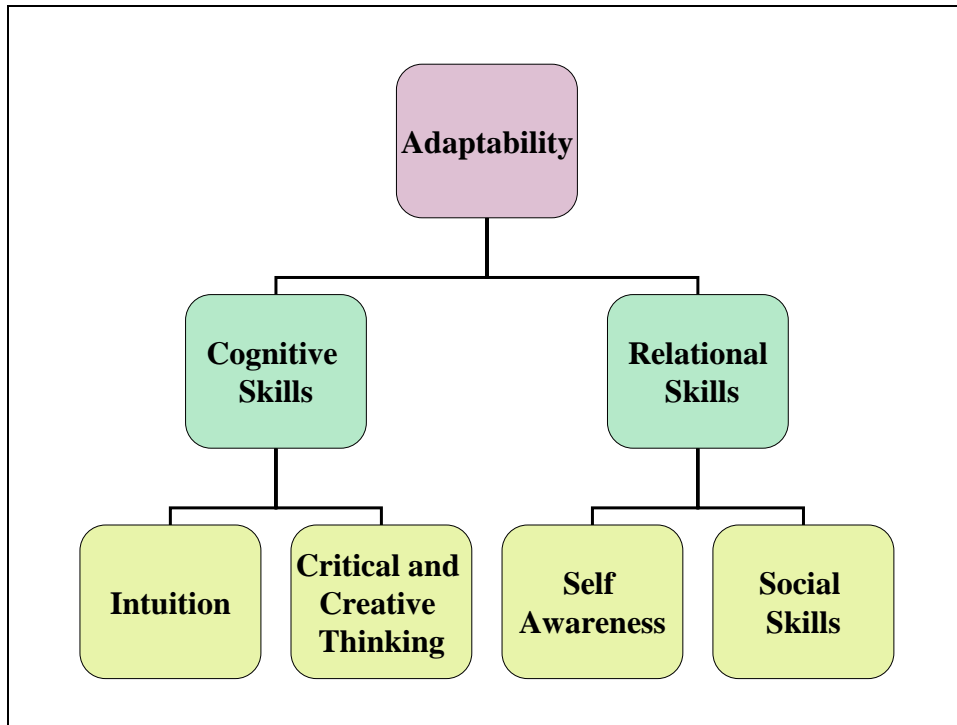 Adaptability
Cognitive
Skills
Relational
Skills
Intuition
Critical and
Creative
Thinking
Self
Awareness
Social
Skills